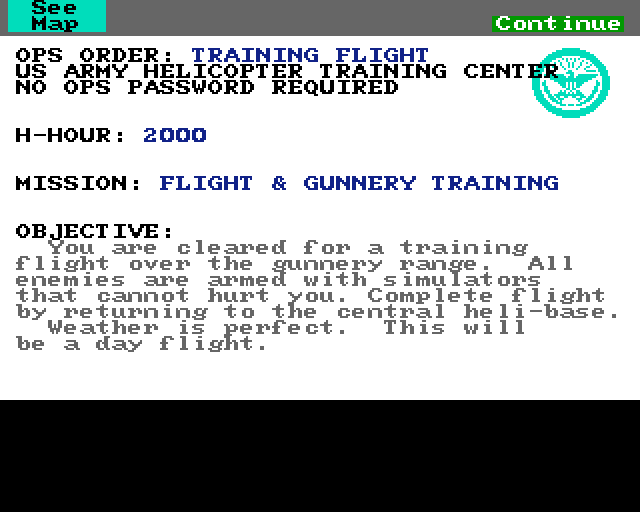 See
Map
Continue
OPS ORDER: TRAINING FLIGHT
US ARMY HELICOPTER TRAINING CENTER
NO OPS PASSWORD REQUIRED
H-HOUR: 2000
MISSION: FLIGHT & GUNNERY TRAINING
OBJECTIVE:
You are cleared for a training
flight over the gunnery range.  All
enemies are armed with simulators
that cannot hurt you. Complete flight
by returning to the central heli-base.
Weather is perfect.  This will
be a day flight.